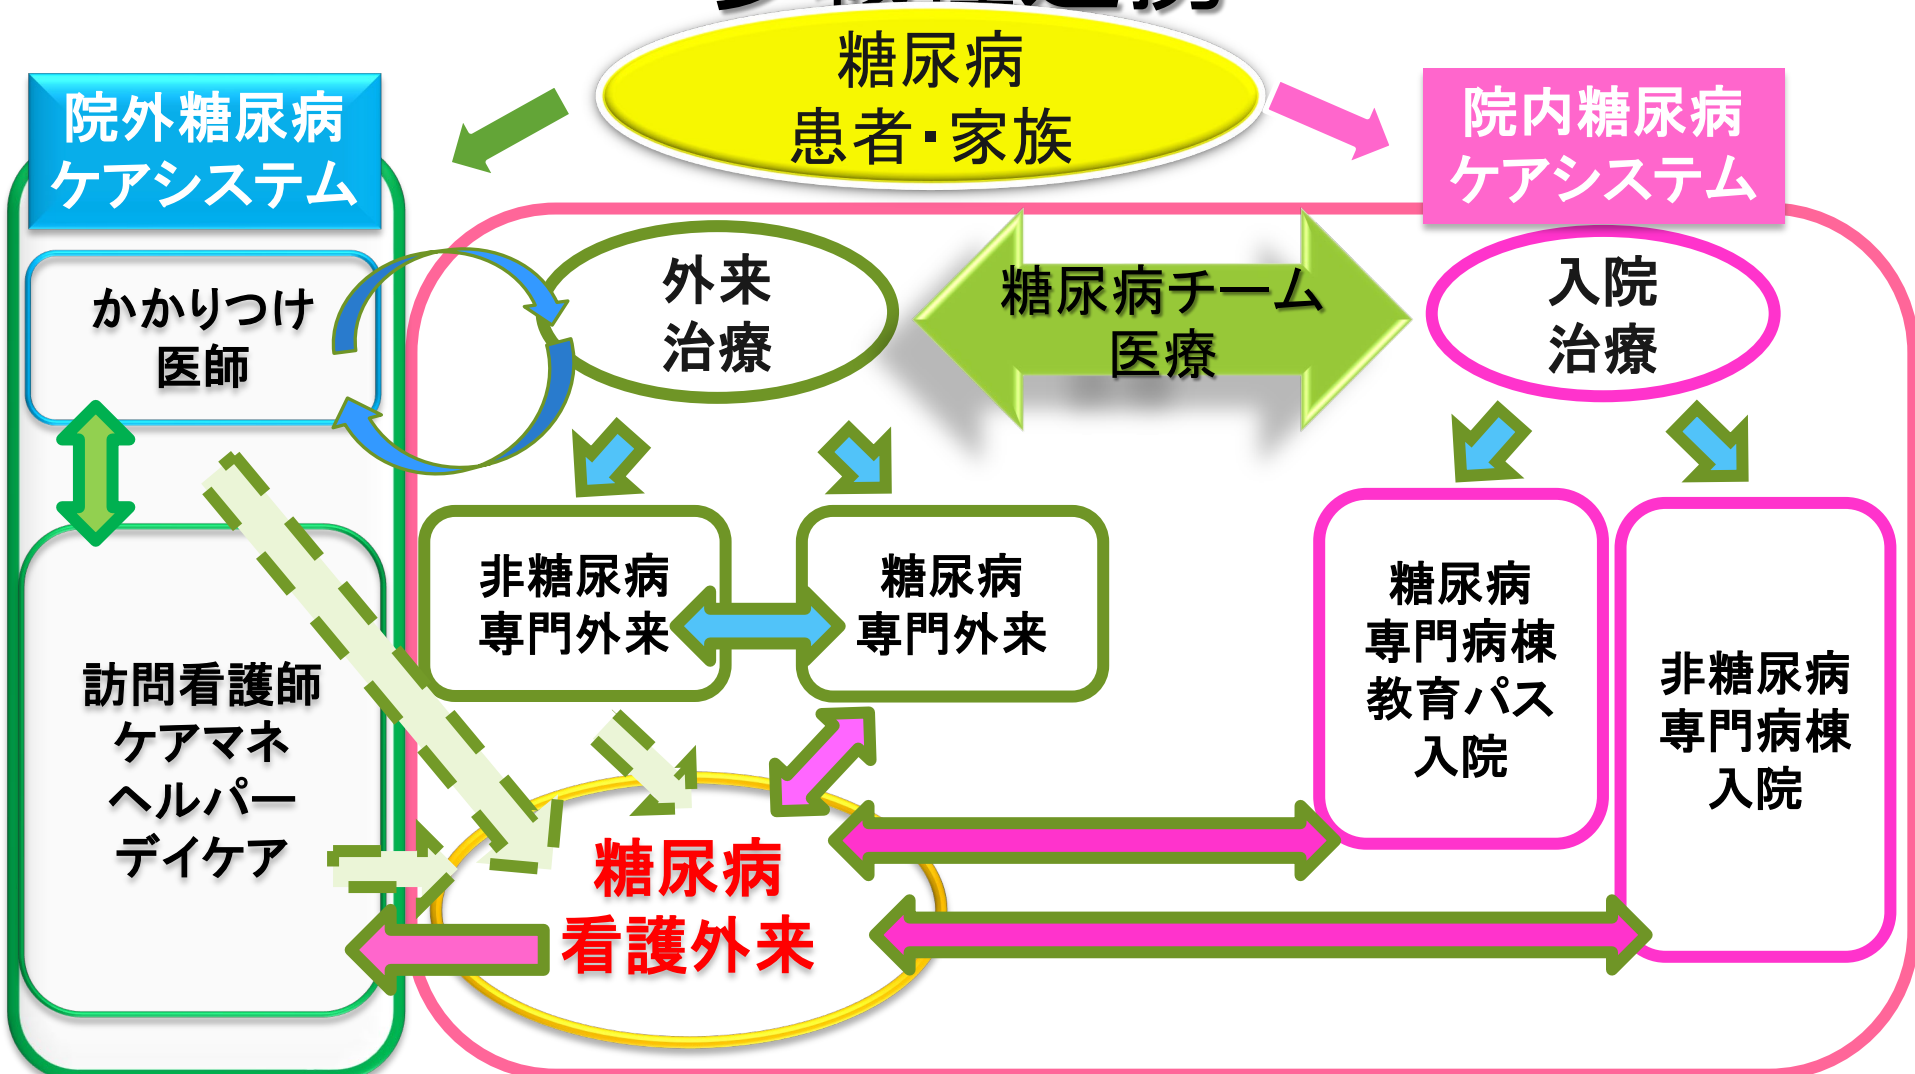 糖尿病
患者・家族
院外糖尿病
ケアシステム
院内糖尿病
ケアシステム
かかりつけ
医師
外来
治療
糖尿病チーム
医療
入院
治療
非糖尿病
専門外来
糖尿病
専門外来
糖尿病
専門病棟
教育パス
入院
非糖尿病
専門病棟
入院
訪問看護師
ケアマネ
ヘルパー
デイケア
糖尿病
看護外来